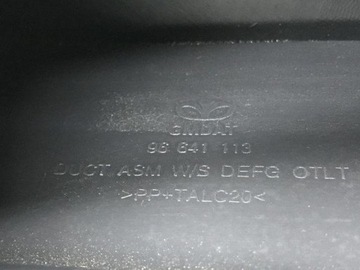 GMDAT
96 641 113
DUCT ASM W/S DEFG OTLT
>PP+TALC20<